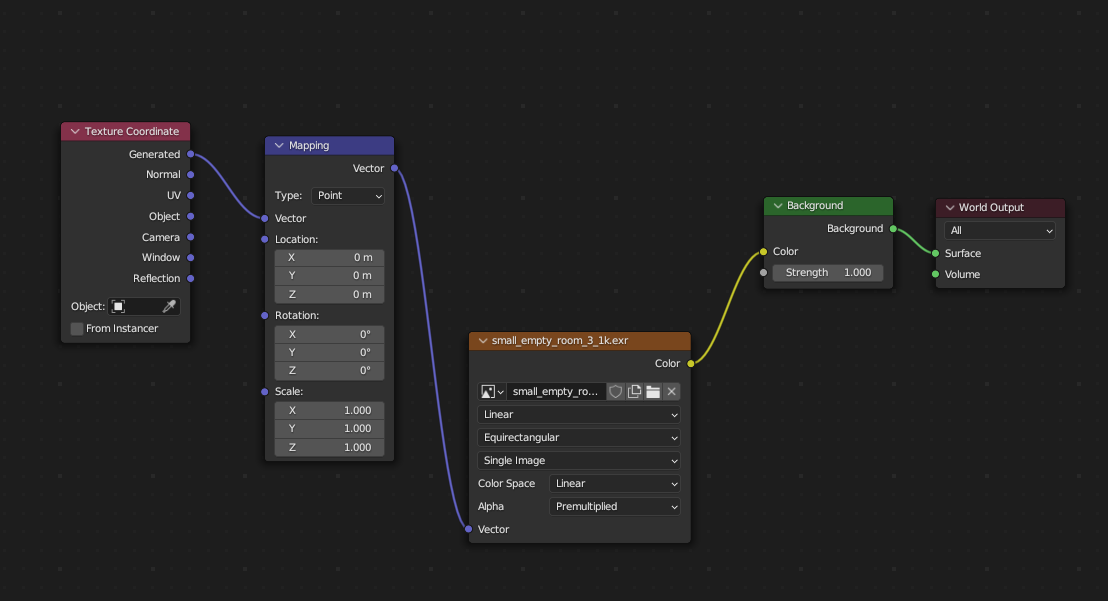 Texture Coordinate
Generated
Normal
UV
Object
Camera
Window
Reflection
Object:
From Instancer
Mapping
Vector
Type: Point
Vector
Location:
X 0 m
Y 0 m
Z 0 m
Rotation:
X 0°
Y 0°
Z 0°
Scale:
X 1.000
Y 1.000
Z 1.000
small_empty_room_3_1k.exr
Color
small_empty_ro...
Linear
Equirectangular
Single Image
Color Space Linear
Alpha Premultiplied
Vector
Background
Background
Color
Strength 1.000
World Output
All
Surface
Volume